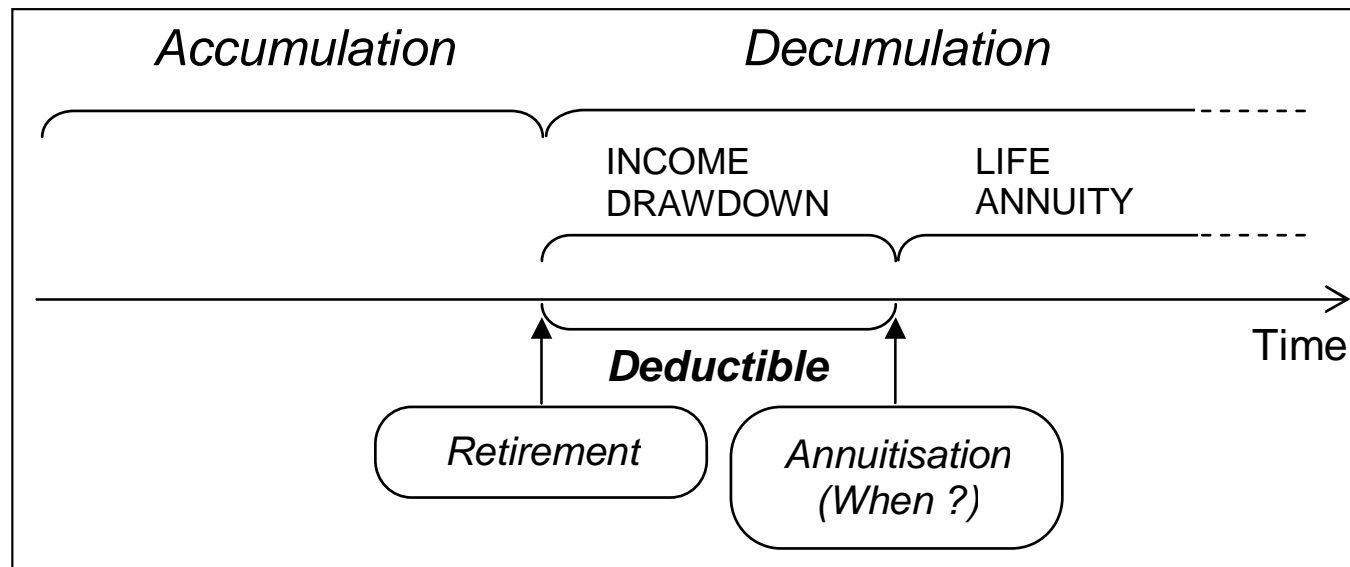 Accumulation Decumulation
INCOME LIFE
DRAWDOWN ANNUITY
Time
Deductible
Retirement
Annuitisation
(When ?)